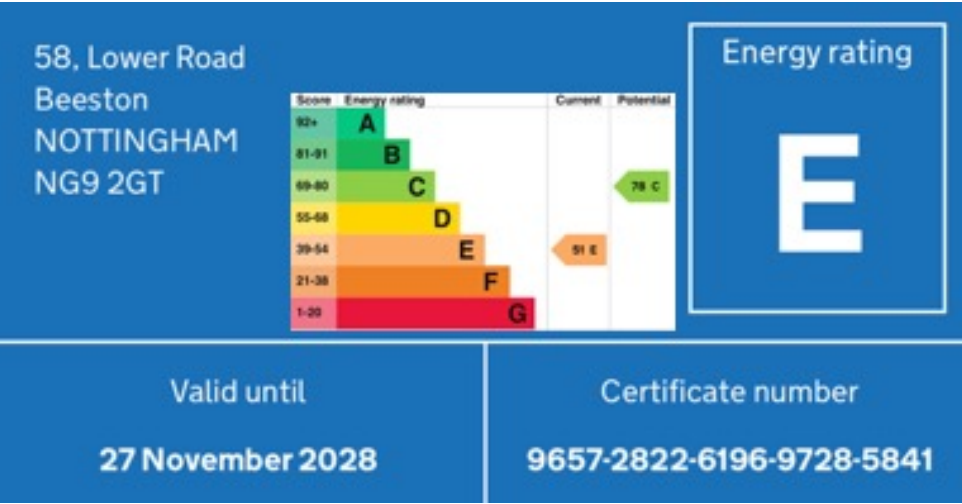 58, Lower Road
Beeston
NOTTINGHAM
NG9 2GT
Energy rating
E
Score Energy rating Current Potential
92+ A
81-91 B
69-80 C 78 C
55-68 D
39-54 E 51 E
21-38 F
1-20 G
Valid until
27 November 2028
Certificate number
9657-2822-6196-9728-5841